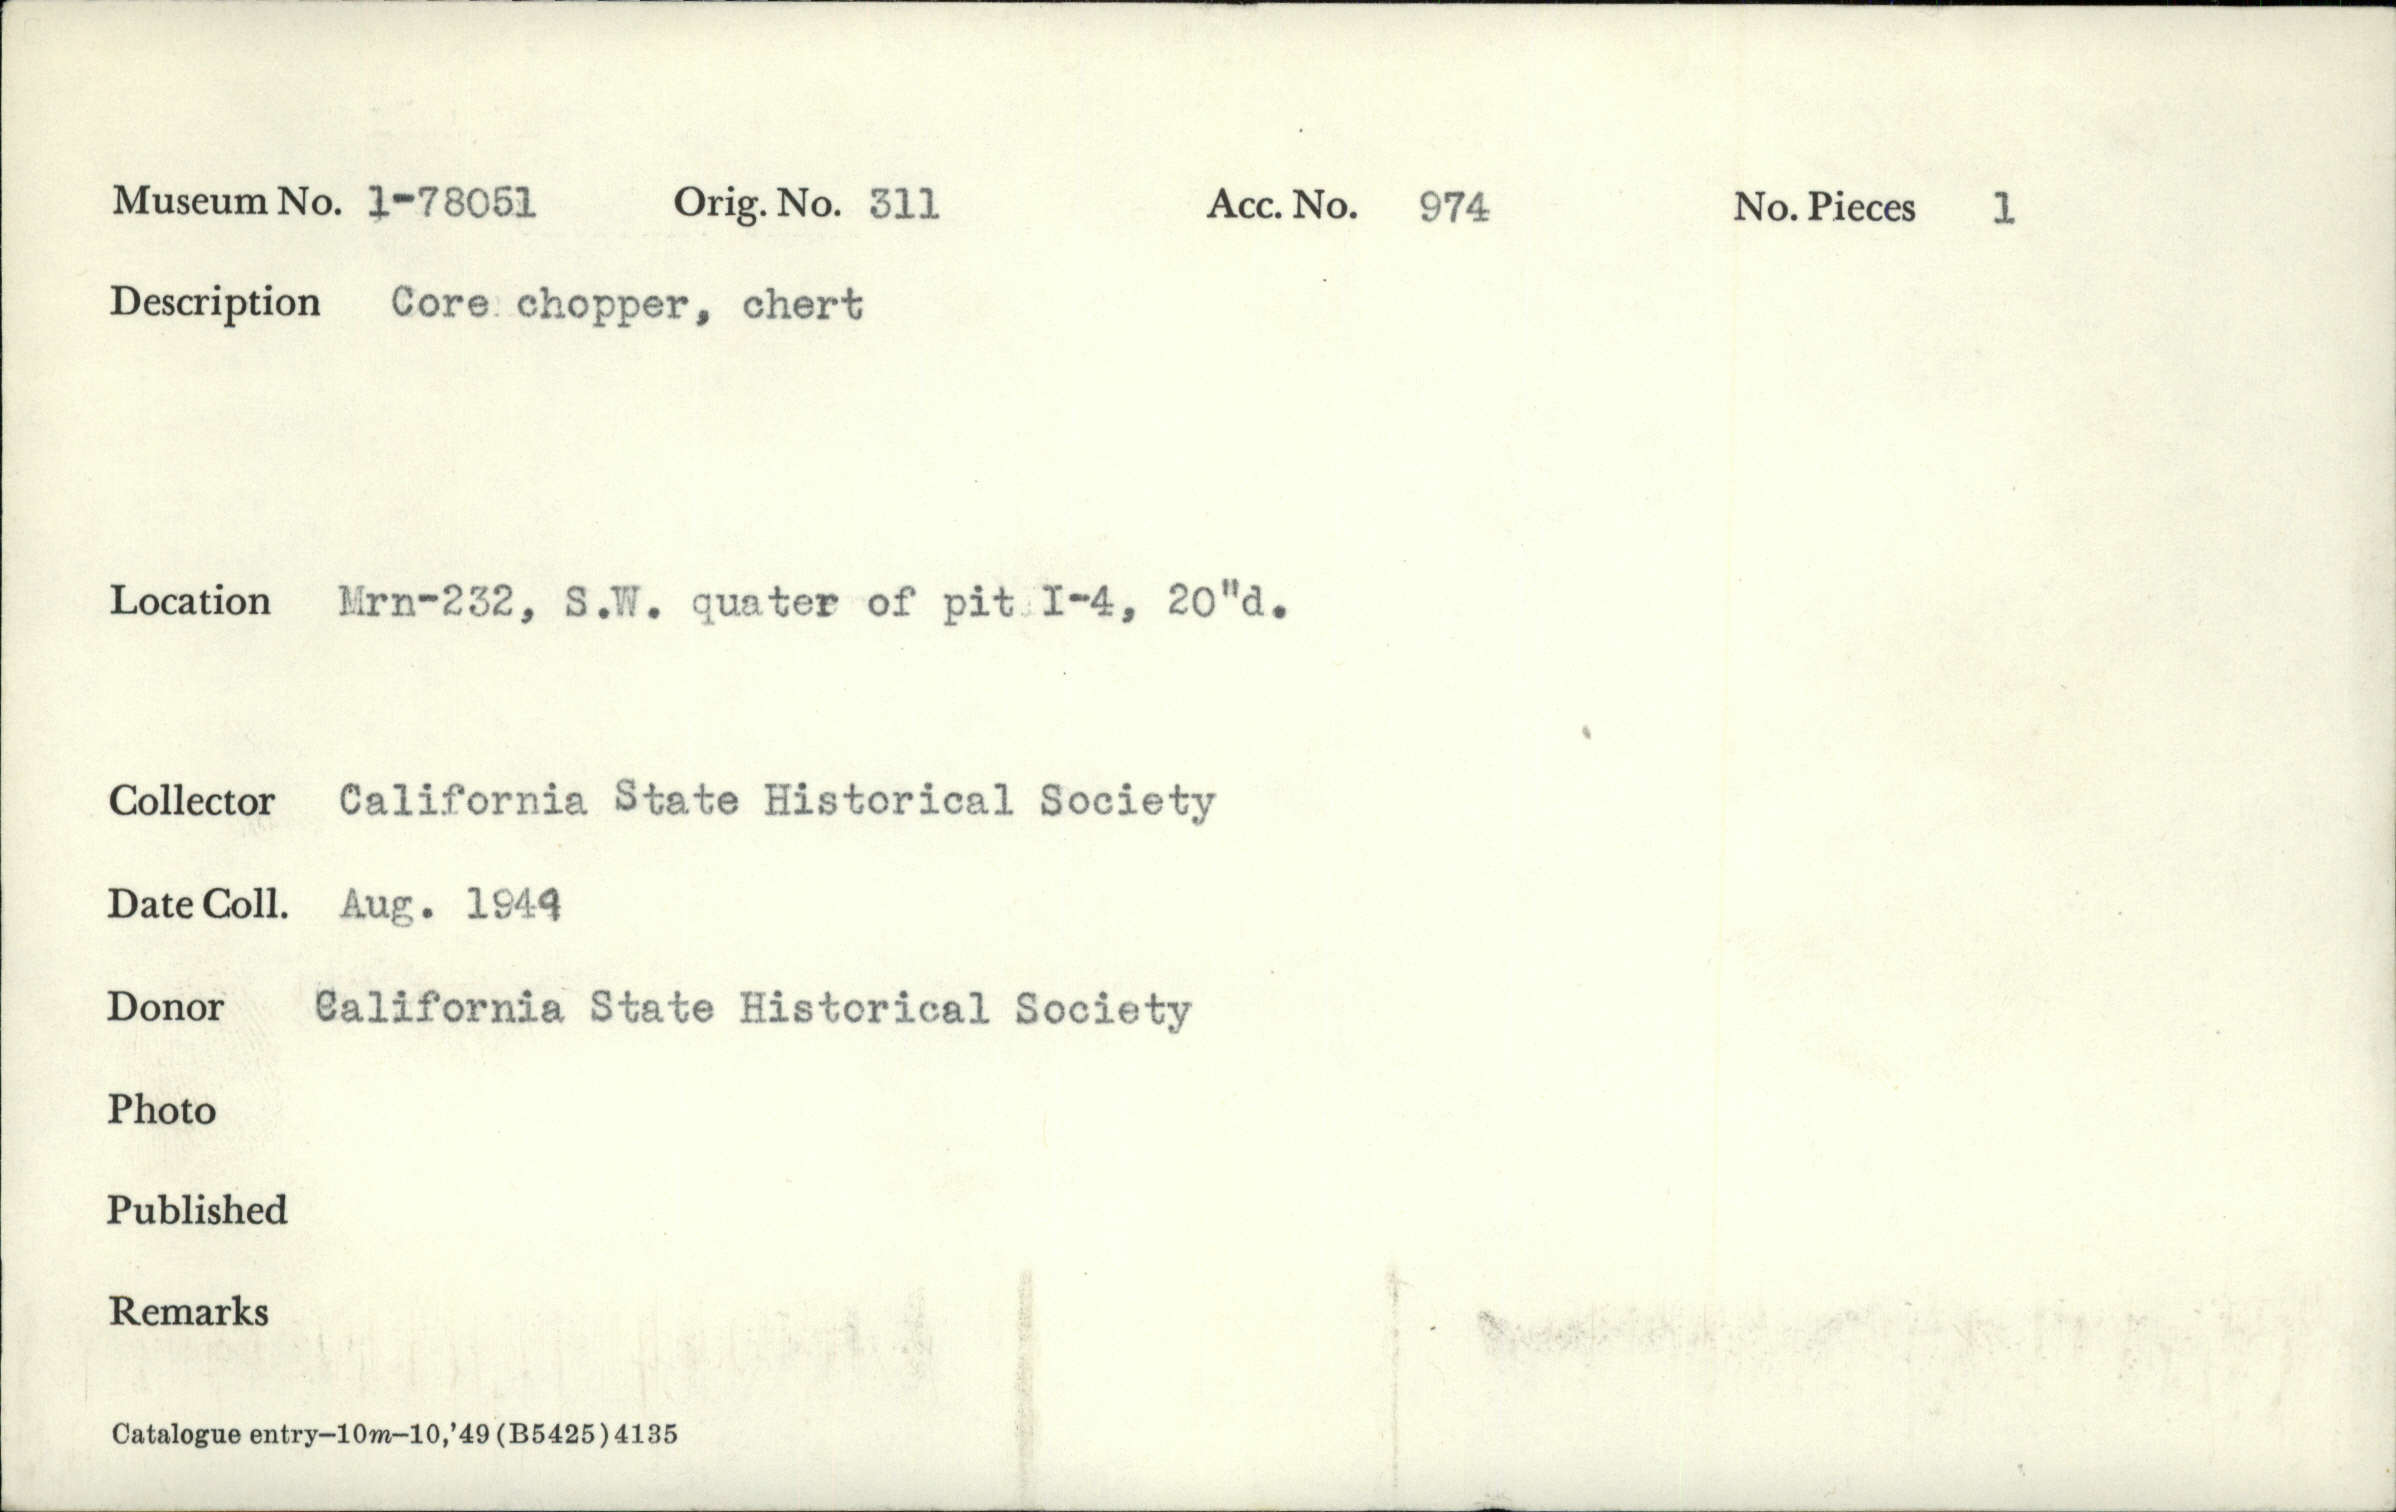 Museum No. 1-78051 Orig. No. 311 Acc. No. 974 No. Pieces 1
Description Core chopper, chert
Location Mrn-232, S.W. quater of pit I-4, 20"d.
Collector California State Historical Society
Date Coll. Aug. 1949
Donor California State Historical Society
Photo
Published
Remarks
Catalogue entry—10m—10,'49 (B5425) 4135